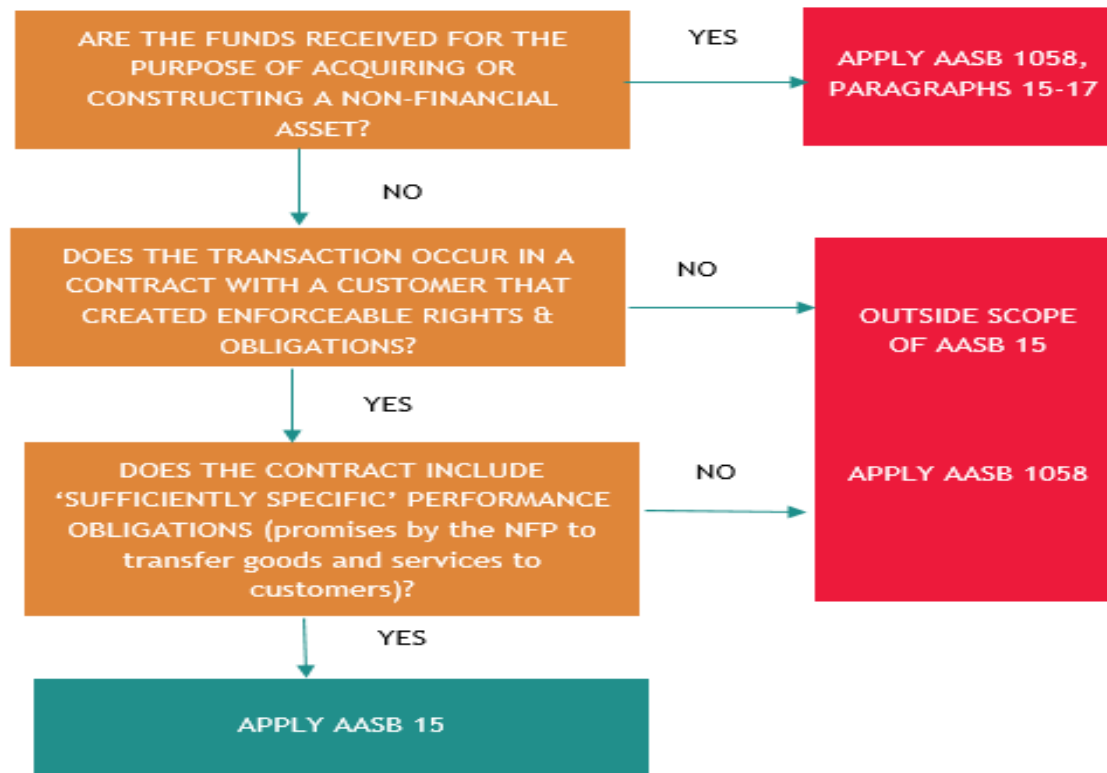 ARE THE FUNDS RECEIVED FOR THE
PURPOSE OF ACQUIRING OR
CONSTRUCTING A NON-FINANCIAL
ASSET?
YES
APPLY AASB 1058,
PARAGRAPHS 15-17
NO
DOES THE TRANSACTION OCCUR IN A
CONTRACT WITH A CUSTOMER THAT
CREATED ENFORCEABLE RIGHTS &
OBLIGATIONS?
NO
OUTSIDE SCOPE
OF AASB 15
APPLY AASB 1058
YES
DOES THE CONTRACT INCLUDE
‘SUFFICIENTLY SPECIFIC’ PERFORMANCE
OBLIGATIONS (promises by the NFP to
transfer goods and services to
customers)?
NO
YES
APPLY AASB 15